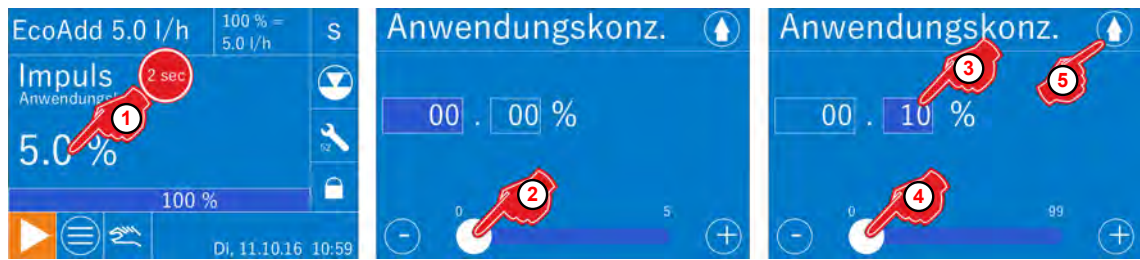 EcoAdd 5.0 l/h
100 % =
5.0 l/h
S
Impuls
2 sec
1
5.0 %
52
100 %
Di, 11.10.16 10:59
Anwendungskonz.
00 . 00 %
2
0 5
- +
Anwendungskonz.
3
5
00 . 10 %
4
0 99
- +